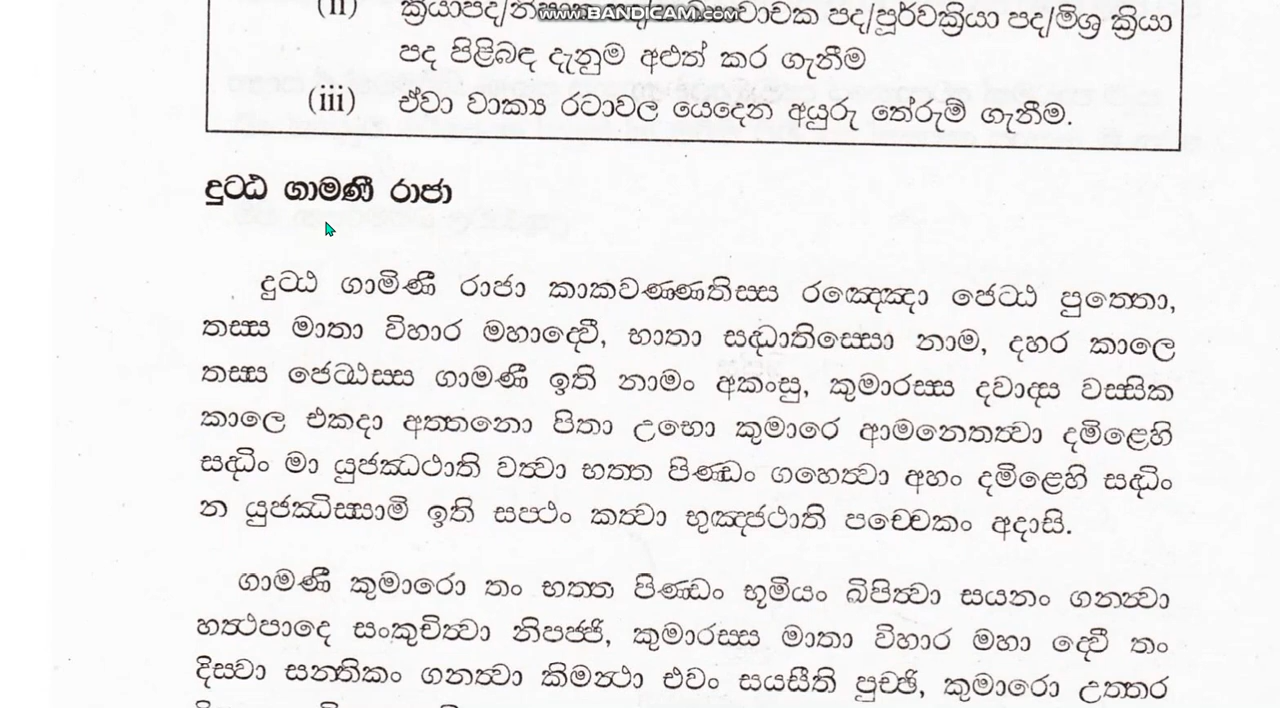 (ii) ක්‍රියාපද/ පද/පූර්වක්‍රියා පද/මිශ්‍ර ක්‍රියා
www.BANDICAM.com
පද පිළිබඳ දැනුම අළුත් කර ගැනීම
(iii) ඒවා වාක්‍ය රටාවල යෙදෙන අයුරු තේරුම් ගැනීම.
දුට්ඨ ගාමණී රාජා
දුට්ඨ ගාමිණී රාජා කාකවණ්ණතිස්ස රඤ්ඤො ජෙට්ඨ පුත්තො,
තස්ස මාතා විහාර මහාදෙවී, භාතා සද්ධාතිස්සො නාම, දහර කාලෙ
තස්ස ජෙට්ඨස්ස ගාමණී ඉති නාමං අකංසු, කුමාරස්ස ද්වාදස වස්සික
කාලෙ එකදා අත්තනො පිතා උභො කුමාරෙ ආමන්තෙත්වා දමිළෙහි
සද්ධිං මා යුජ්ඣථාති වත්වා භත්ත පිණ්ඩං ගහෙත්වා අහං දමිළෙහි සද්ධිං
න යුජ්ඣිස්සාමි ඉති සපථං කත්වා භුඤ්ජථාති පච්චෙකං අදාසි.
ගාමණී කුමාරො තං භත්ත පිණ්ඩං භූමියං ඛිපිත්වා සයනං ගන්ත්වා
හත්ථපාදෙ සංකුචිත්වා නිපජ්ජි, කුමාරස්ස මාතා විහාර මහා දෙවී තං
දිස්වා සන්තිකං ගන්ත්වා කිමත්ථා එවං සයසීති පුච්ඡි, කුමාරො උත්තර